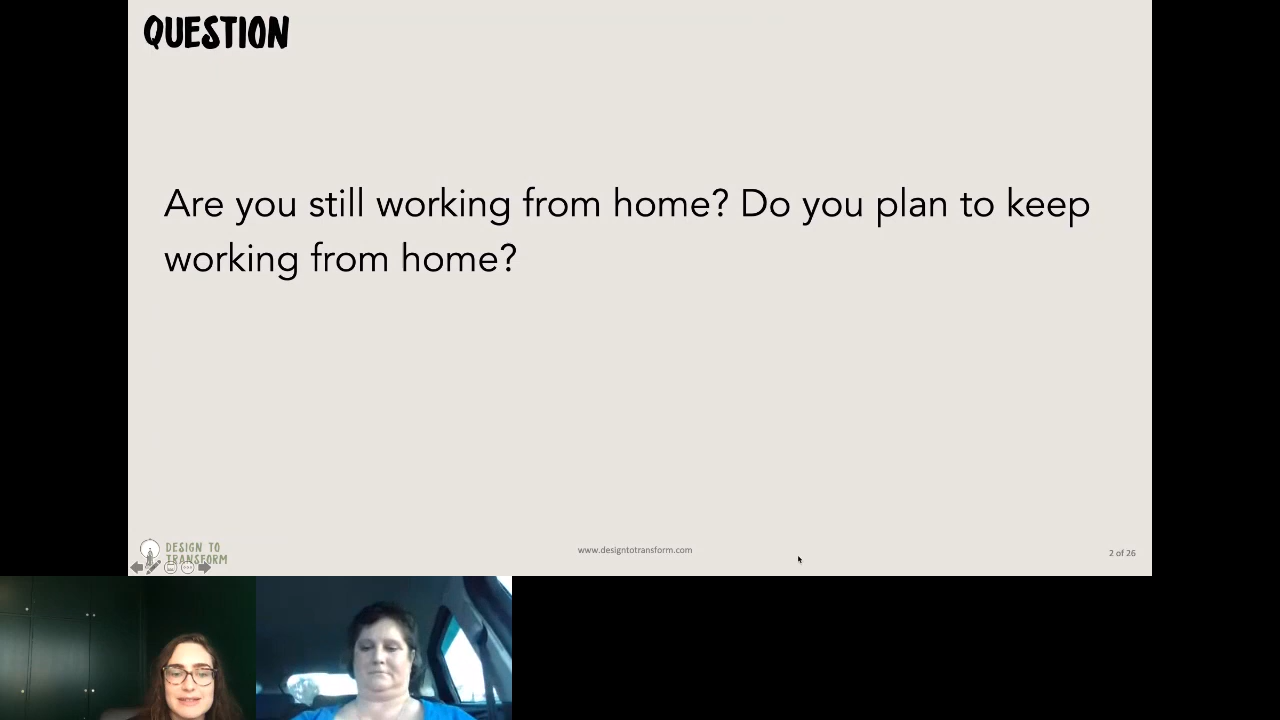 QUESTION
Are you still working from home? Do you plan to keep
working from home?
DESIGN TO
TRANSFORM
www.designtotransform.com
2 of 26